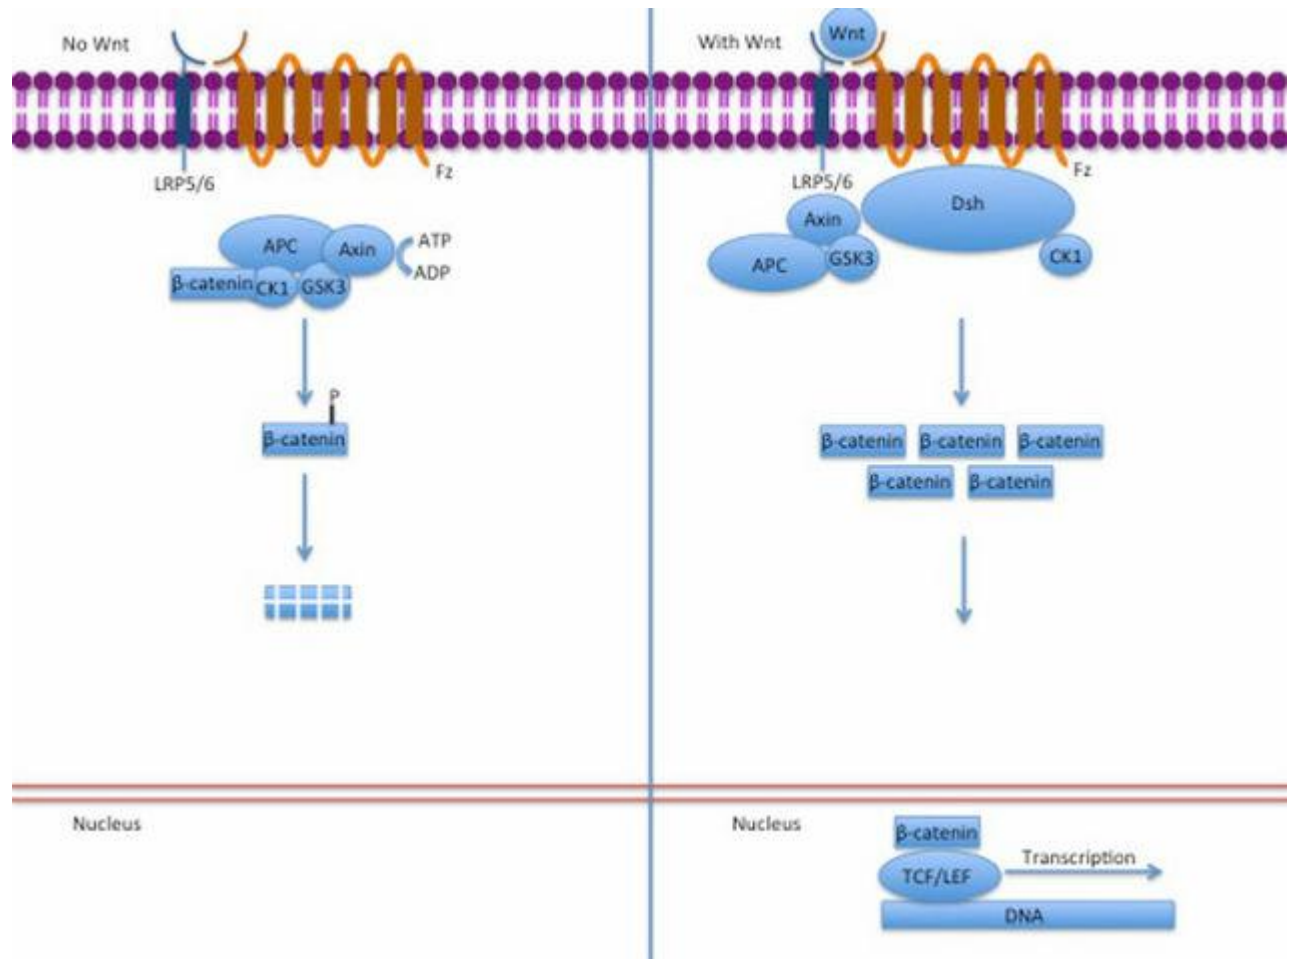 No Wnt
LRP5/6
Fz
APC
Axin
ATP
ADP
β-catenin
CK1
GSK3
P
β-catenin
Nucleus
With Wnt
Wnt
LRP5/6
Fz
Dsh
Axin
APC
GSK3
CK1
β-catenin
β-catenin
β-catenin
β-catenin
β-catenin
Nucleus
β-catenin
TCF/LEF
Transcription
DNA